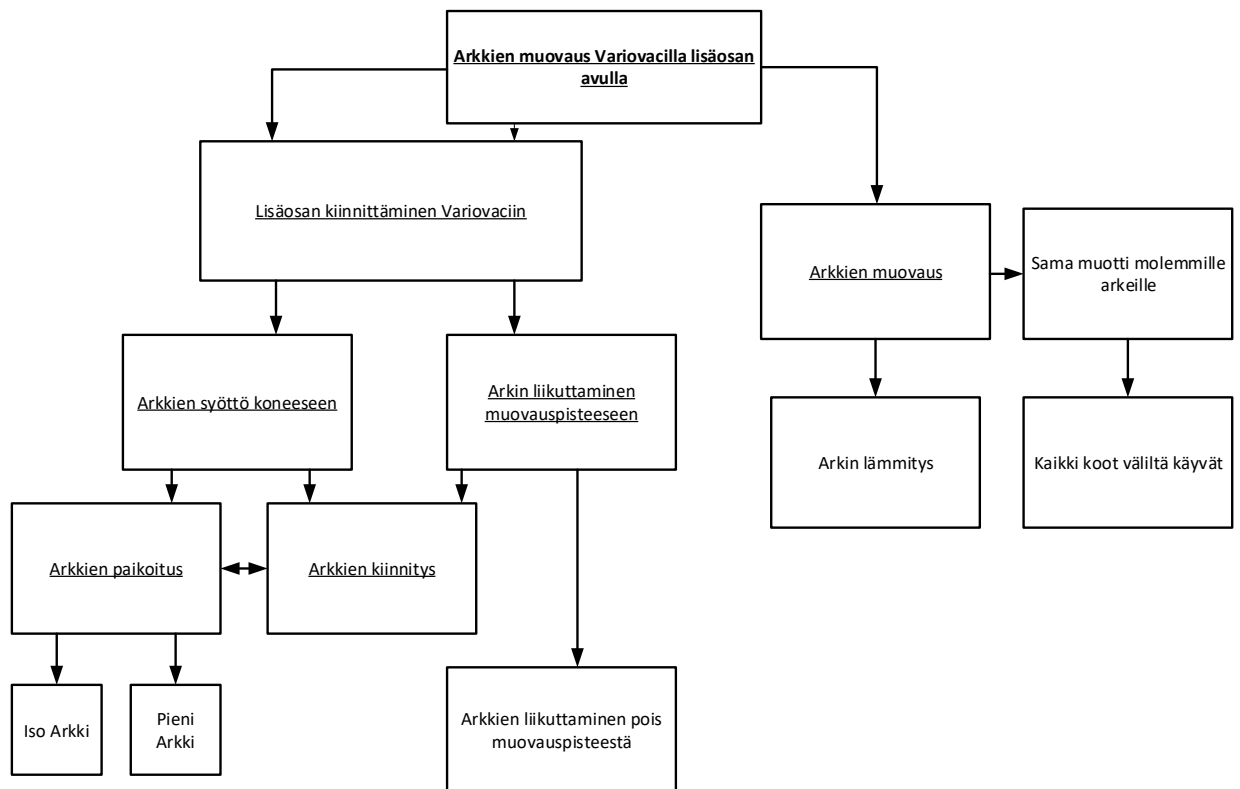 Arkkien muovaus Variovacilla lisäosan
avulla
Lisäosan kiinnittäminen Variovaciin
Arkkien muovaus
Sama muotti molemmille
arkeille
Arkkien syöttö koneeseen
Arkin liikuttaminen
muovauspisteeseen
Arkin lämmitys
Kaikki koot väliltä käyvät
Arkkien paikoitus
Arkkien kiinnitys
Iso Arkki
Pieni
Arkki
Arkkien liikuttaminen pois
muovauspisteestä